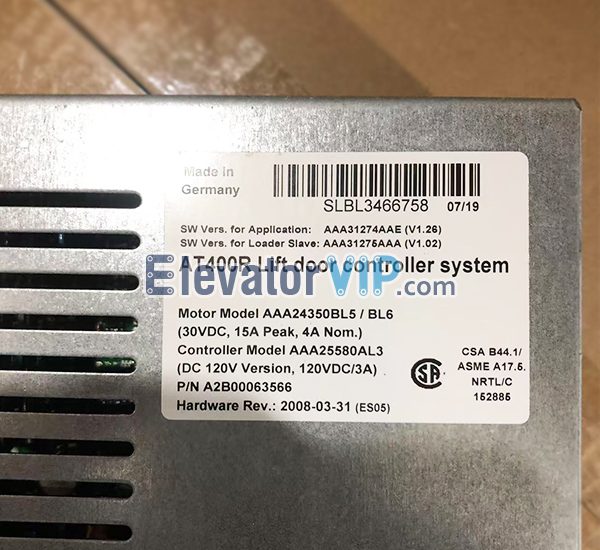 Made in
Germany
SLBL3466758 07/19
SW Vers. for Application: AAA31274AAE (V1.26)
SW Vers. for Loader Slave: AAA31275AAA (V1.02)
AT400R Lift door controller system
ElevatorVIP.com
Motor Model AAA24350BL5 / BL6
(30VDC, 15A Peak, 4A Nom.)
Controller Model AAA25580AL3
(DC 120V Version, 120VDC/3A)
P/N A2B00063566
Hardware Rev.: 2008-03-31 (ES05)
SA
CSA B44.1/
ASME A17.5.
NRTL/C
152885